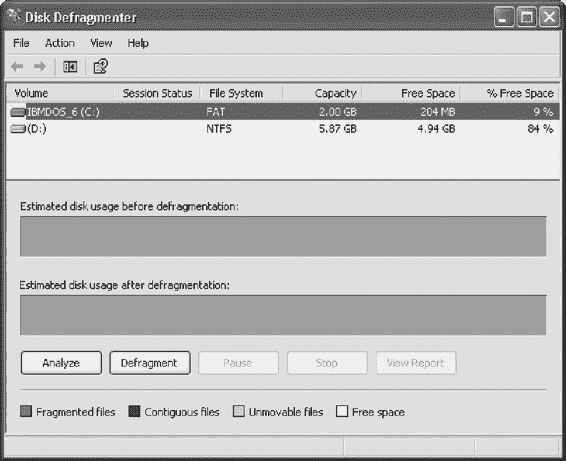 Disk Defragmenter
File Action View Help
Volume Session Status File System Capacity Free Space % Free Space
IBMDOS_6 (C:) FAT 2.00 GB 204 MB 9 %
(D:) NTFS 5.87 GB 4.94 GB 84 %
Estimated disk usage before defragmentation:
Estimated disk usage after defragmentation:
Analyze Defragment Pause Stop View Report
Fragmented files Contiguous files Unmovable files Free space